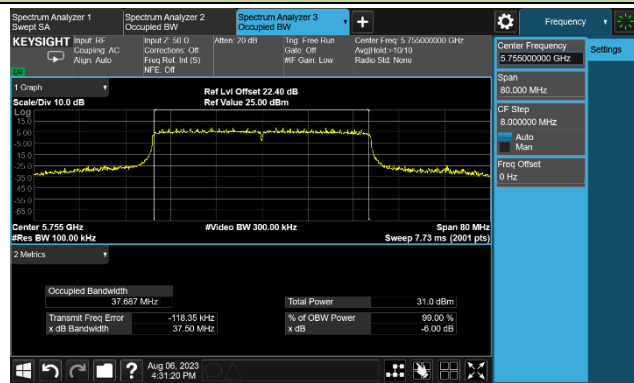 Spectrum Analyzer 1
Swept SA
Spectrum Analyzer 2
Occupied BW
Spectrum Analyzer 3
Occupied BW
Frequency
KEYSIGHT
Input: RF
Coupling: AC
Align: Auto
Input Z: 50 Ω
Corrections: Off
Freq Ref: Int (S)
NFE: Off
Atten: 20 dB
Trig: Free Run
Gate: Off
#IF Gain: Low
Center Freq: 5.755000000 GHz
Avg|Hold:>10/10
Radio Std: None
Center Frequency
5.755000000 GHz
Settings
Span
80.000 MHz
CF Step
8.000000 MHz
Auto
Man
Freq Offset
0 Hz
1 Graph
Scale/Div 10.0 dB
Ref Lvl Offset 22.40 dB
Ref Value 25.00 dBm
Log
15.0
5.00
-5.00
-15.0
-25.0
-35.0
-55.0
-65.0
Center 5.755 GHz
#Res BW 100.00 kHz
#Video BW 300.00 kHz
Span 80 MHz
Sweep 7.73 ms (2001 pts)
2 Metrics
Occupied Bandwidth
37.687 MHz
Total Power 31.0 dBm
Transmit Freq Error -118.35 kHz
% of OBW Power 99.00 %
x dB Bandwidth 37.50 MHz
x dB -6.00 dB
Aug 06, 2023
4:31:20 PM